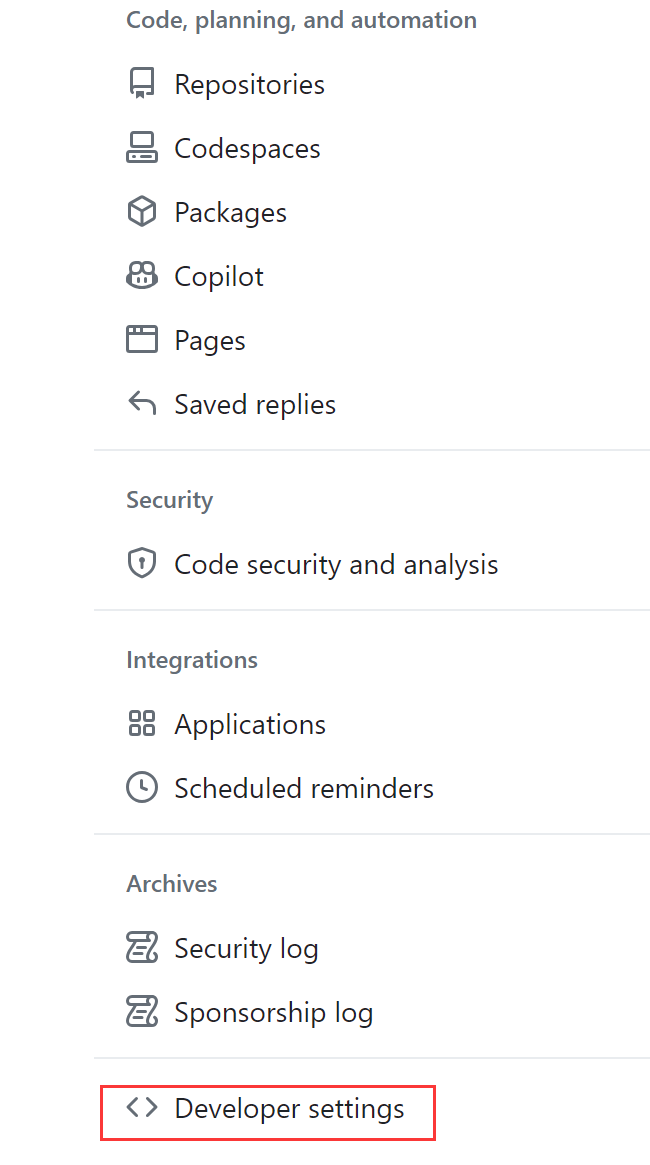 Code, planning, and automation
Repositories
Codespaces
Packages
Copilot
Pages
Saved replies
Security
Code security and analysis
Integrations
Applications
Scheduled reminders
Archives
Security log
Sponsorship log
Developer settings